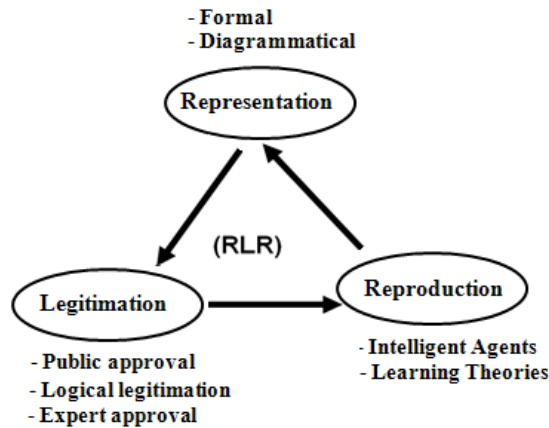 - Formal
- Diagrammatical
Representation
(RLR)
Legitimation
Reproduction
- Public approval
- Logical legitimation
- Expert approval
- Intelligent Agents
- Learning Theories